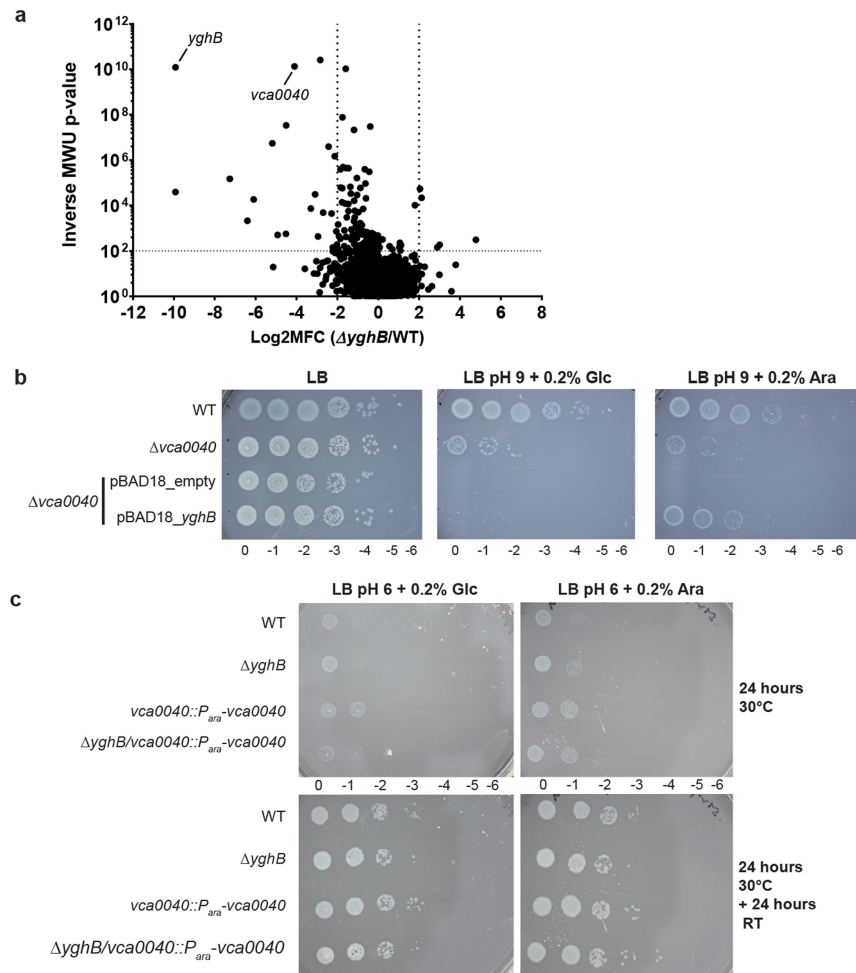 a
10^12
10^10
10^8
10^6
10^4
10^2
10^0
Inverse MWU p-value
yghB
vca0040
-12 -10 -8 -6 -4 -2 0 2 4 6 8
Log2MFC (ΔyghB/WT)
b
LB LB pH 9 + 0.2% Glc LB pH 9 + 0.2% Ara
WT
Δvca0040
pBAD18_empty
Δvca0040
pBAD18_yghB
0 -1 -2 -3 -4 -5 -6 0 -1 -2 -3 -4 -5 -6 0 -1 -2 -3 -4 -5 -6
c
LB pH 6 + 0.2% Glc LB pH 6 + 0.2% Ara
WT
ΔyghB
vca0040::Para-vca0040
ΔyghB/vca0040::Para-vca0040
24 hours
30°C
0 -1 -2 -3 -4 -5 -6 0 -1 -2 -3 -4 -5 -6
WT
ΔyghB
vca0040::Para-vca0040
ΔyghB/vca0040::Para-vca0040
24 hours
30°C
+ 24 hours
RT